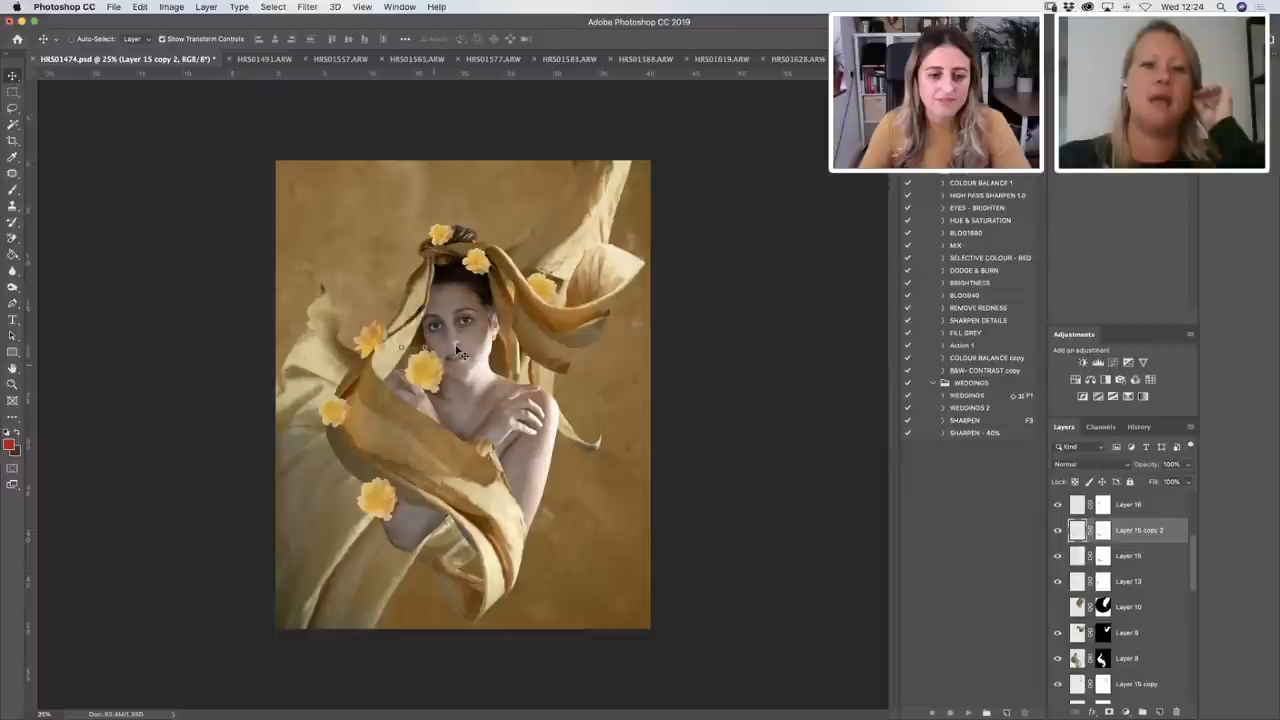 Photoshop CC File Edit Image Layer Type Select Filter 3D View Window Help Wed 12:24
Adobe Photoshop CC 2019
Auto-Select: Layer Show Transform Controls
HRS01474.psd @ 25% (Layer 15 copy 2, RGB/8*) * HRS01491.ARW HRS01557.ARW HRS01565.ARW HRS01577.ARW HRS01583.ARW HRS01588.ARW HRS01619.ARW HRS01628.ARW
COLOUR BALANCE 1
HIGH PASS SHARPEN 1.0
EYES - BRIGHTEN
HUE & SATURATION
MIX
SELECTIVE COLOUR - RED
DODGE & BURN
BRIGHTNESS
REMOVE REDNESS
SHARPEN DETAILS
FILL GREY
Action 1
COLOUR BALANCE copy
B&W- CONTRAST copy
WEDDINGS
WEDDINGS F1
WEDDINGS 2
SHARPEN F3
SHARPEN - 40%
Adjustments
Add an adjustment
Layers Channels History
Kind
Normal Opacity: 100%
Lock: Fill: 100%
Layer 16
Layer 15 copy 2
Layer 15
Layer 13
Layer 10
Layer 9
Layer 8
Layer 15 copy
25%